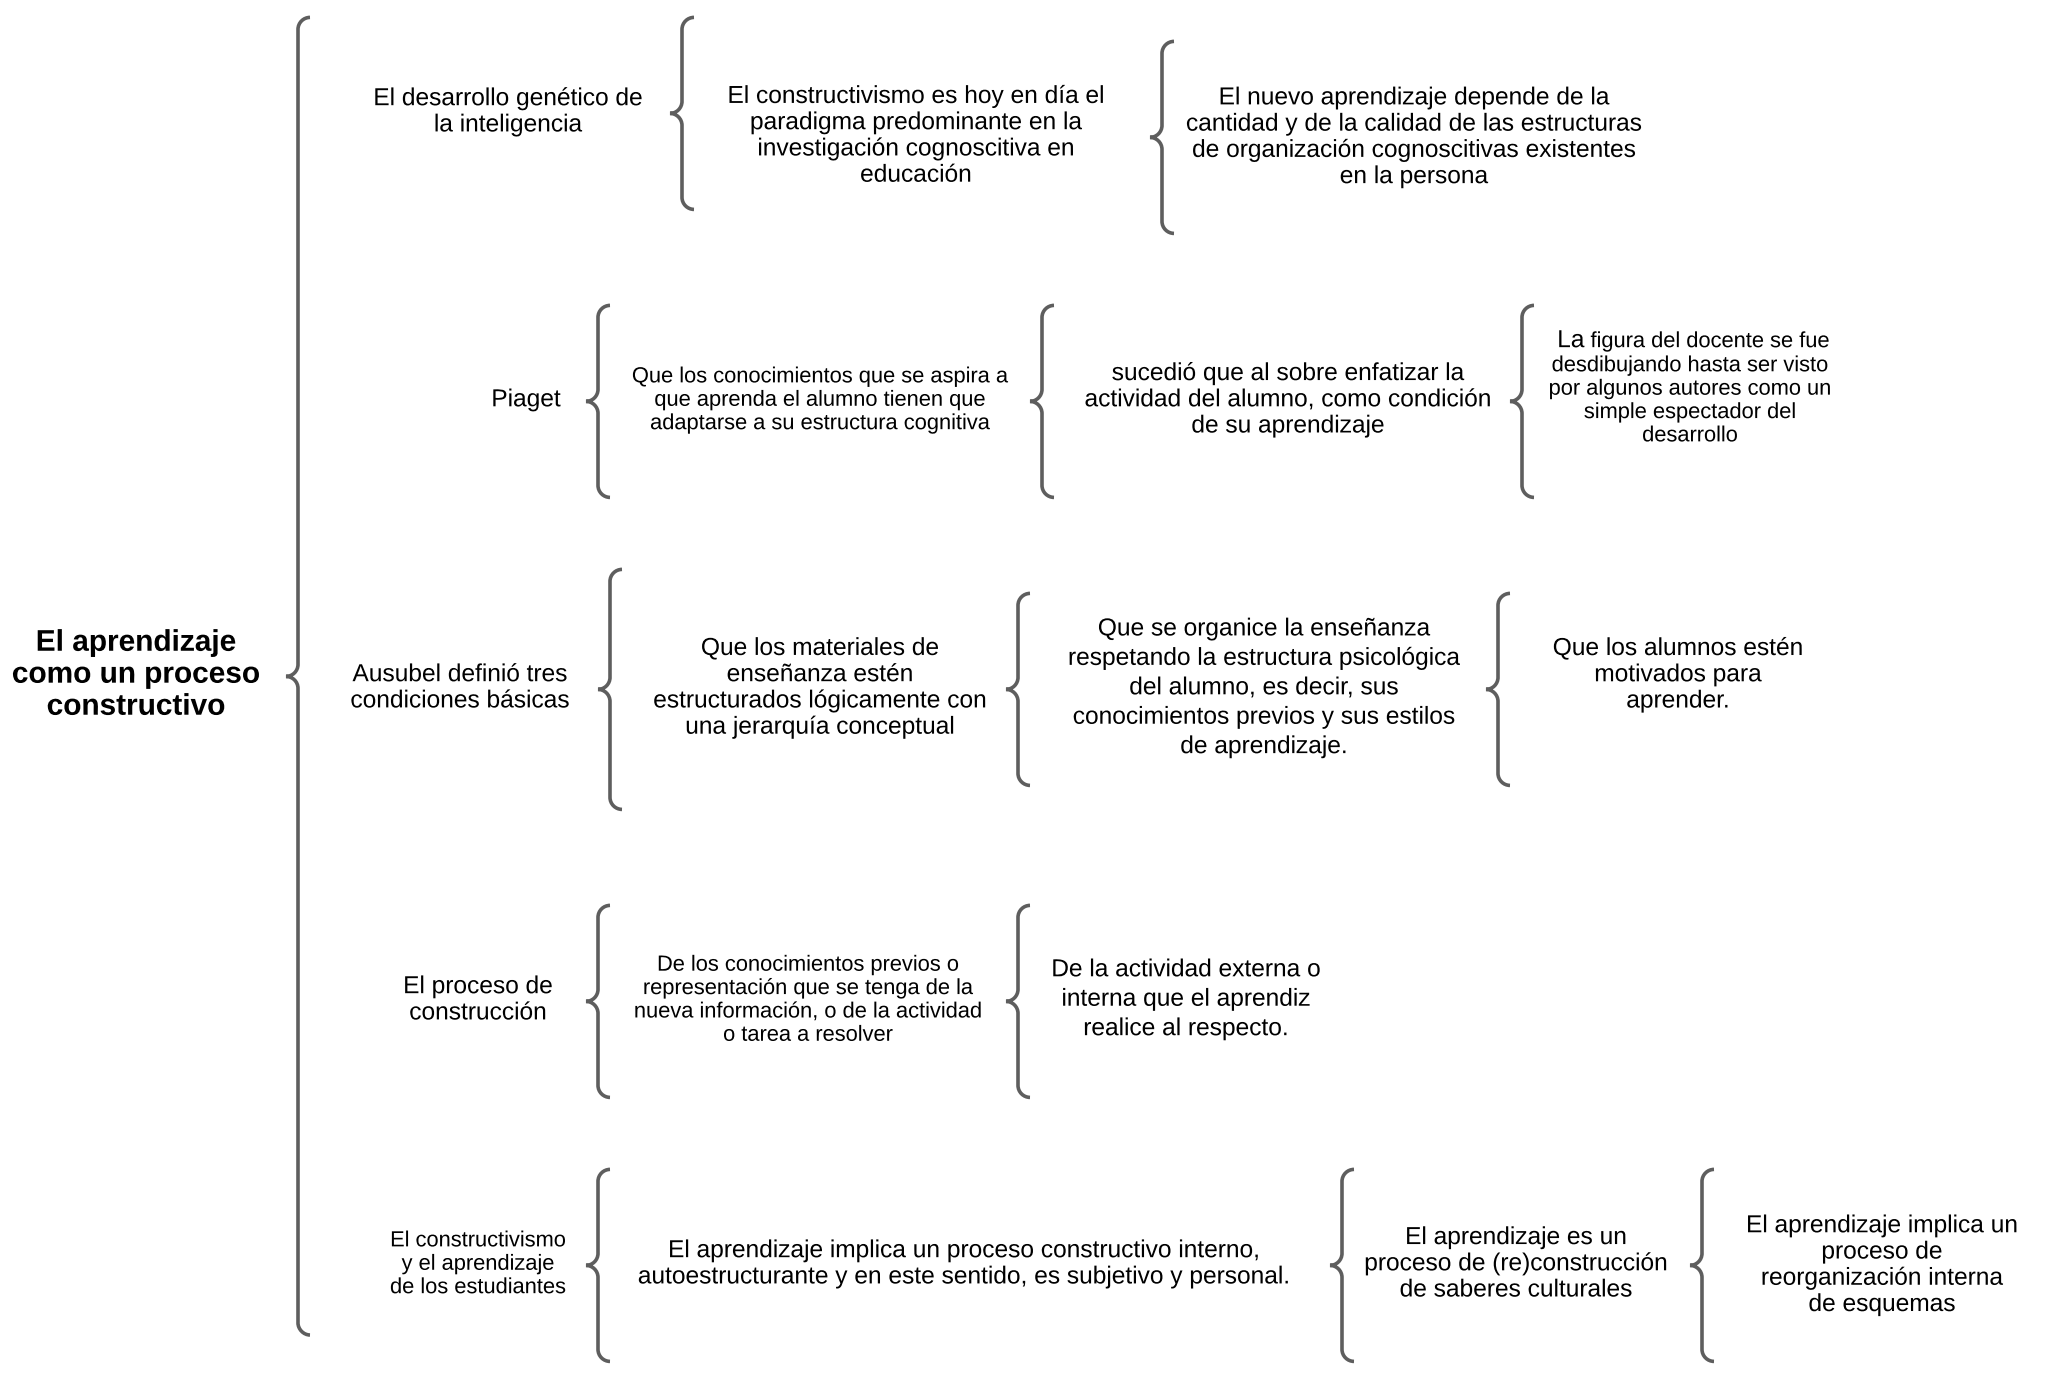 El desarrollo genético de
la inteligencia
El constructivismo es hoy en día el
paradigma predominante en la
investigación cognoscitiva en
educación
El nuevo aprendizaje depende de la
cantidad y de la calidad de las estructuras
de organización cognoscitivas existentes
en la persona
Piaget
Que los conocimientos que se aspira a
que aprenda el alumno tienen que
adaptarse a su estructura cognitiva
sucedió que al sobre enfatizar la
actividad del alumno, como condición
de su aprendizaje
La figura del docente se fue
desdibujando hasta ser visto
por algunos autores como un
simple espectador del
desarrollo
El aprendizaje
como un proceso
constructivo
Ausubel definió tres
condiciones básicas
Que los materiales de
enseñanza estén
estructurados lógicamente con
una jerarquía conceptual
Que se organice la enseñanza
respetando la estructura psicológica
del alumno, es decir, sus
conocimientos previos y sus estilos
de aprendizaje.
Que los alumnos estén
motivados para
aprender.
El proceso de
construcción
De los conocimientos previos o
representación que se tenga de la
nueva información, o de la actividad
o tarea a resolver
De la actividad externa o
interna que el aprendiz
realice al respecto.
El constructivismo
y el aprendizaje
de los estudiantes
El aprendizaje implica un proceso constructivo interno,
autoestructurante y en este sentido, es subjetivo y personal.
El aprendizaje es un
proceso de (re)construcción
de saberes culturales
El aprendizaje implica un
proceso de
reorganización interna
de esquemas